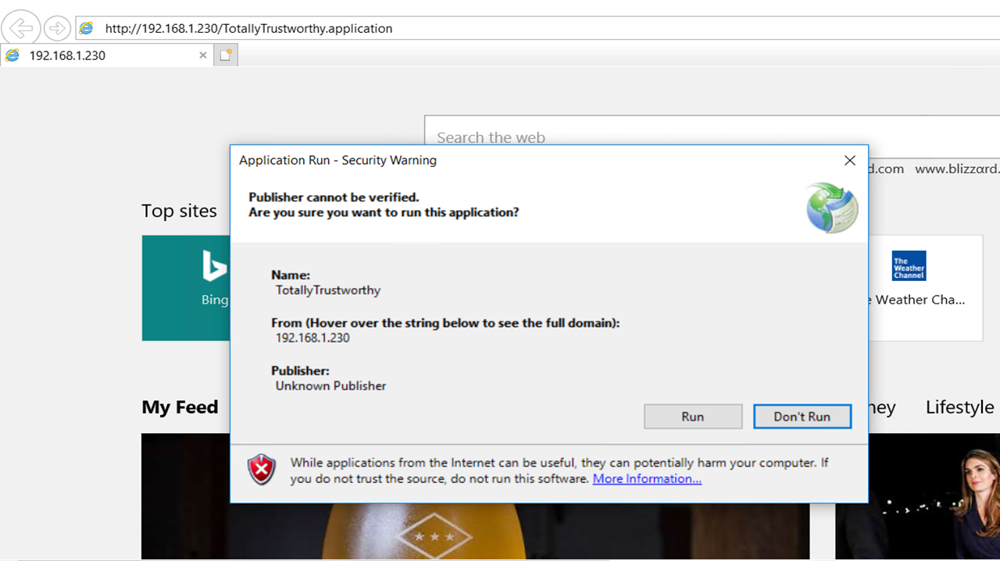 http://192.168.1.230/TotallyTrustworthy.application
192.168.1.230
Search the web
d.com www.blizzɑrd.
Application Run - Security Warning
Publisher cannot be verified.
Are you sure you want to run this application?
Top sites
Bing
The
Weather
Channel
e Weather Cha...
Name:
TotallyTrustworthy
From (Hover over the string below to see the full domain):
192.168.1.230
Publisher:
Unknown Publisher
My Feed
ney
Lifestyle
Run
Don't Run
While applications from the Internet can be useful, they can potentially harm your computer. If
you do not trust the source, do not run this software. More Information...